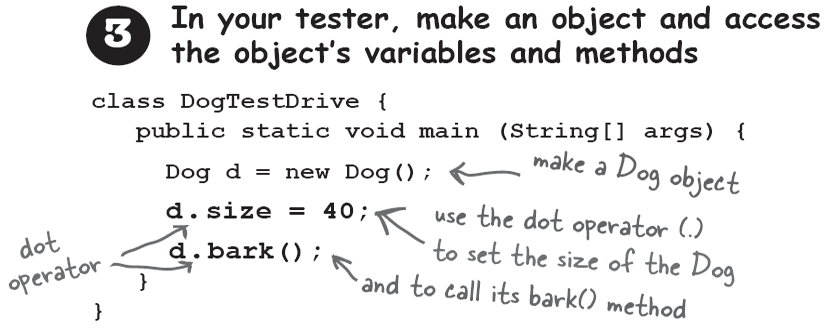 3 In your tester, make an object and access
the object's variables and methods
class DogTestDrive {
public static void main (String[] args) {
Dog d = new Dog();
make a Dog object
d.size = 40;
use the dot operator (.)
to set the size of the Dog
d.bark();
and to call its bark() method
dot
operator
}
}